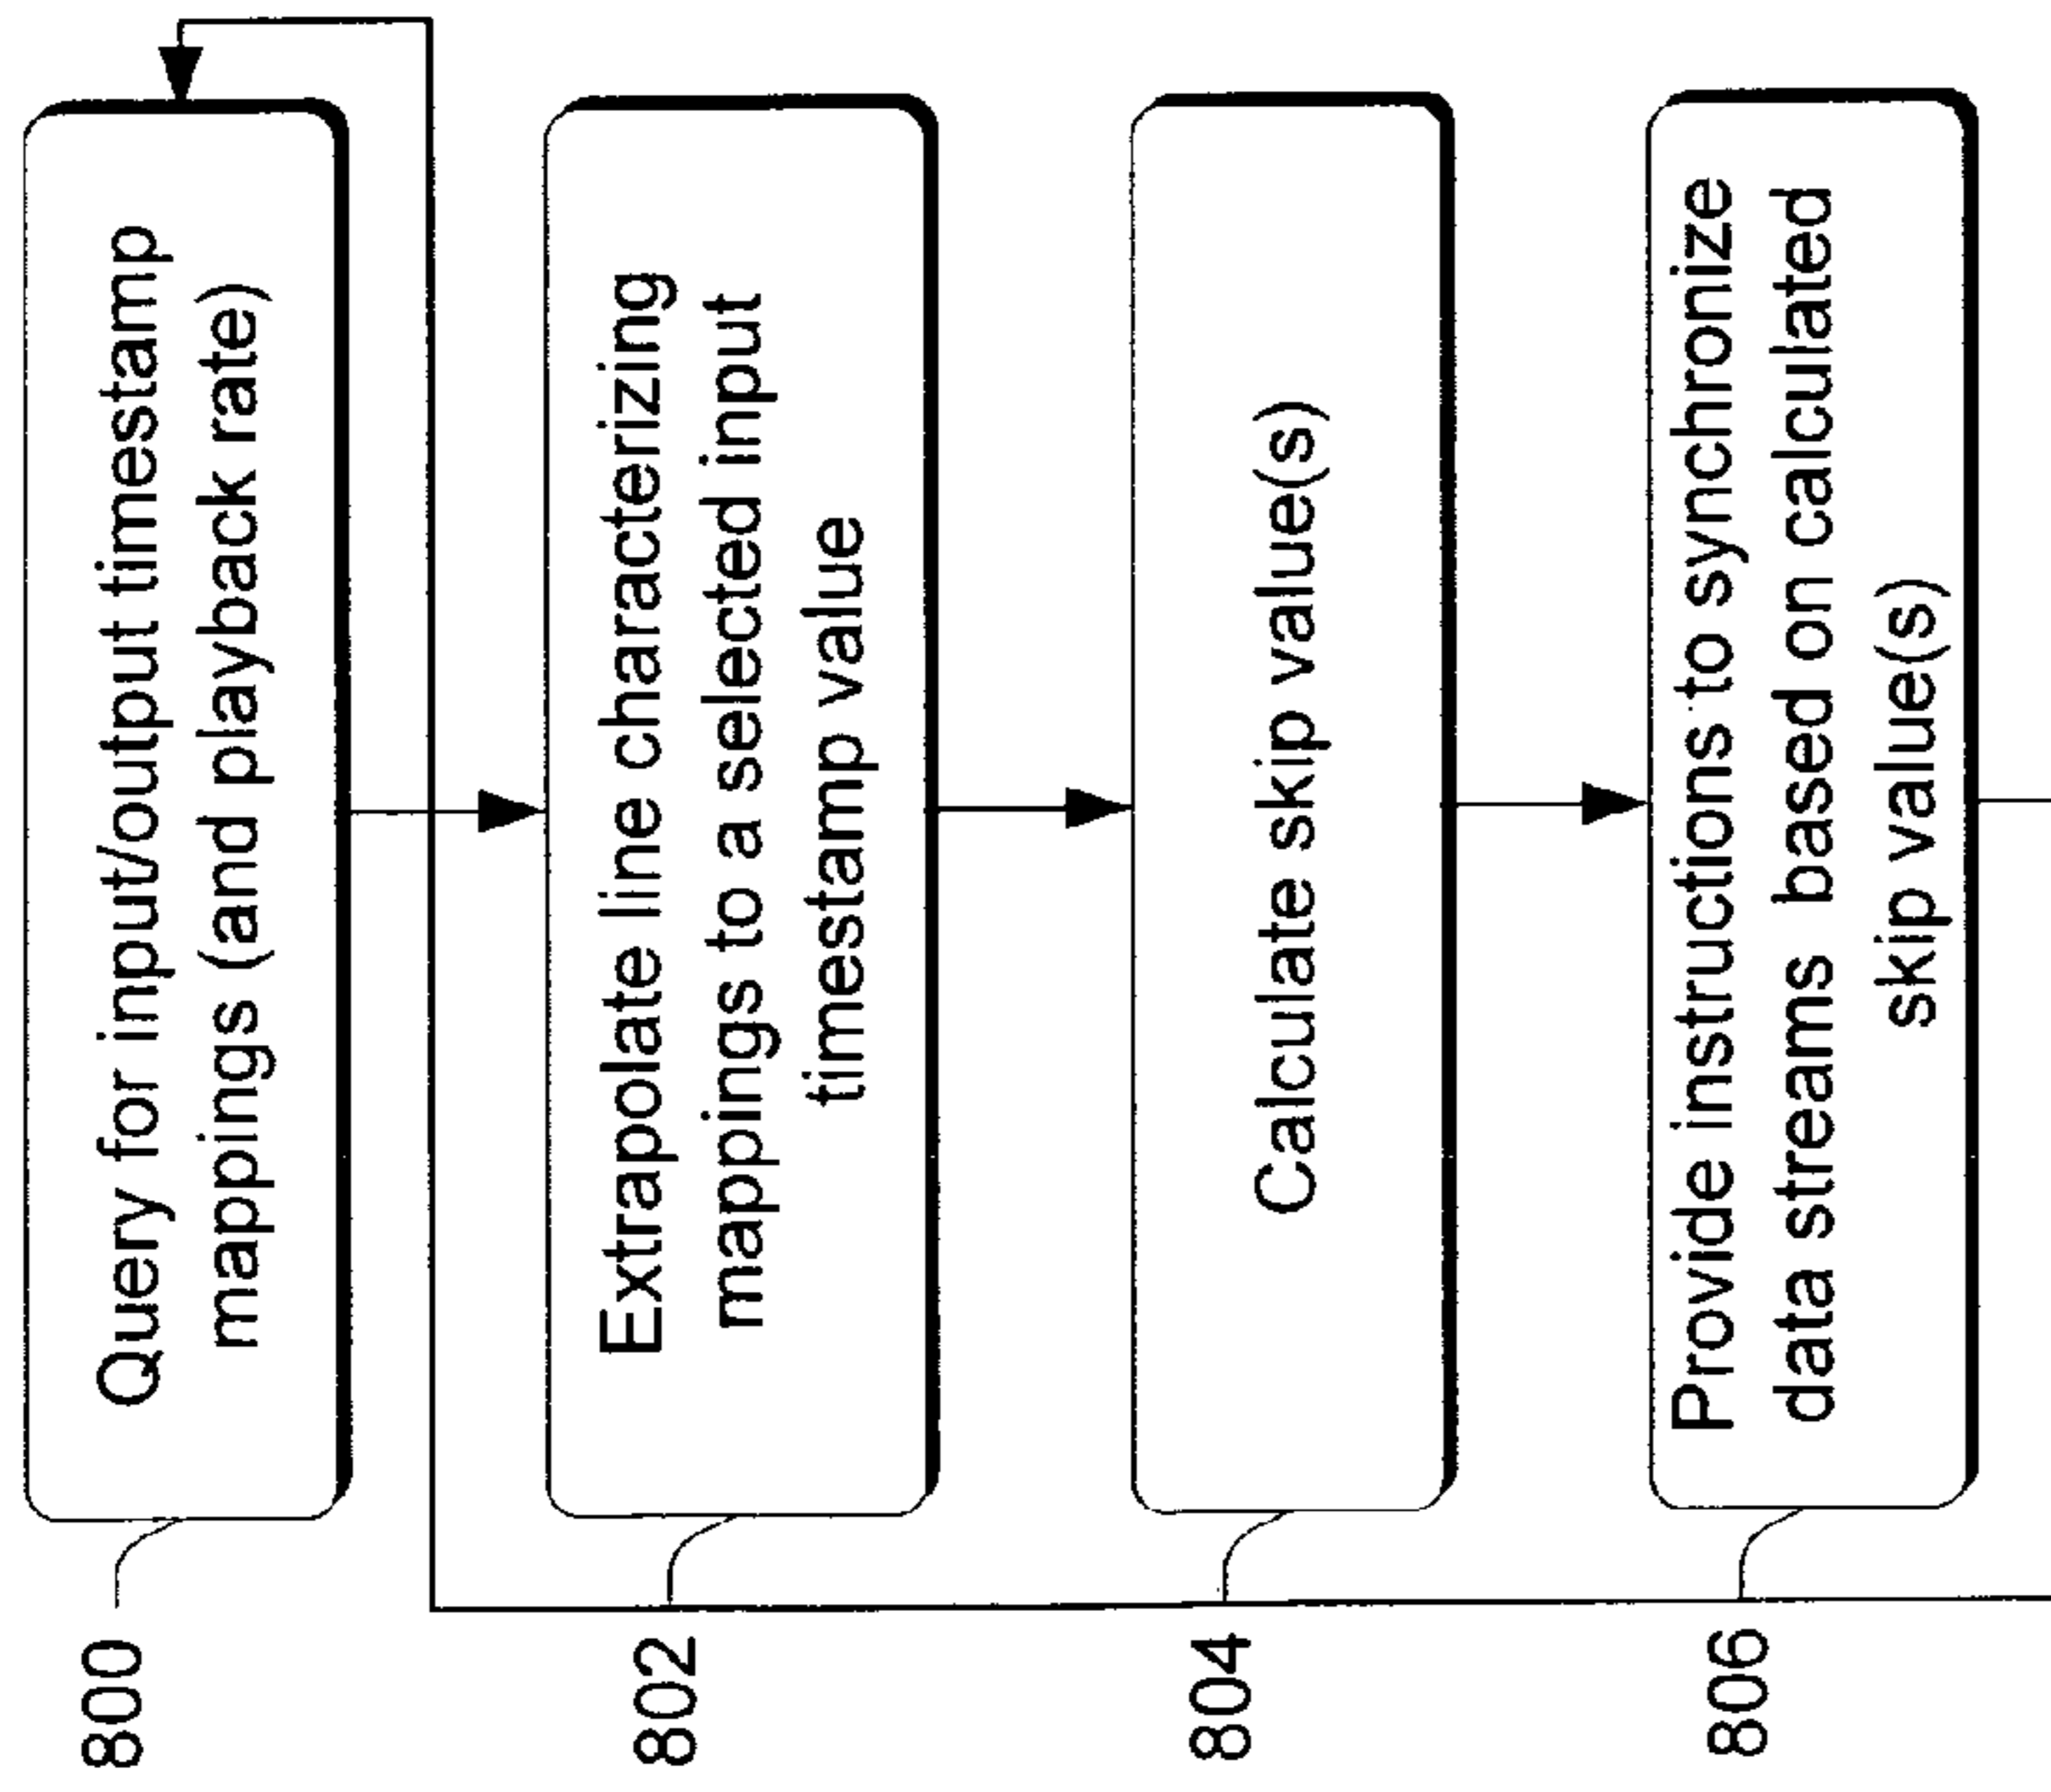 800
Query for input/output timestamp
mappings (and playback rate)
802
Extrapolate line characterizing
mappings to a selected input
timestamp value
804
Calculate skip value(s)
806
Provide instructions to synchronize
data streams based on calculated
skip value(s)